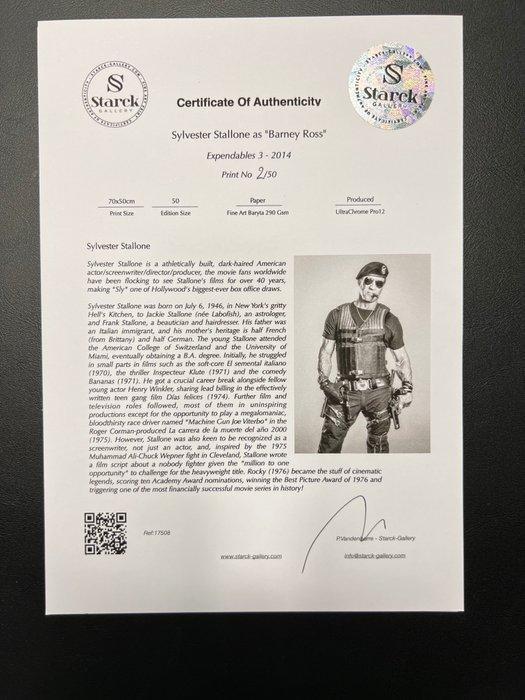 Starck
GALLERY
Starck
GALLERY
Certificate Of Authenticity
Sylvester Stallone as "Barney Ross"
Expendables 3 - 2014
Print No 2/50
70x50cm 50 Paper Produced
Print Size Edition Size Fine Art Baryta 290 Gsm UltraChrome Pro12
Sylvester Stallone
Sylvester Stallone is a athletically built, dark-haired American
actor/screenwriter/director/producer, the movie fans worldwide
have been flocking to see Stallone's films for over 40 years,
making "Sly" one of Hollywood's biggest-ever box office draws.
Sylvester Stallone was born on July 6, 1946, in New York's gritty
Hell's Kitchen, to Jackie Stallone (née Labofish), an astrologer,
and Frank Stallone, a beautician and hairdresser. His father was
an Italian immigrant, and his mother's heritage is half French
(from Brittany) and half German. The young Stallone attended
the American College of Switzerland and the University of
Miami, eventually obtaining a B.A. degree. Initially, he struggled
in small parts in films such as the soft-core El semental italiano
(1970), the thriller Inspecteur Klute (1971) and the comedy
Bananas (1971). He got a crucial career break alongside fellow
young actor Henry Winkler, sharing lead billing in the effectively
written teen gang film Días felices (1974). Further film and
television roles followed, most of them in uninspiring
productions except for the opportunity to play a megalomaniac,
bloodthirsty race driver named "Machine Gun Joe Viterbo" in the
Roger Corman-produced La carrera de la muerte del año 2000
(1975). However, Stallone was also keen to be recognized as a
screenwriter, not just an actor, and, inspired by the 1975
Muhammad Ali-Chuck Wepner fight in Cleveland, Stallone wrote
a film script about a nobody fighter given the "million to one
opportunity" to challenge for the heavyweight title. Rocky (1976) became the stuff of cinematic
legends, scoring ten Academy Award nominations, winning the Best Picture Award of 1976 and
triggering one of the most financially successful movie series in history!
Ref:17508
P.Vandendaele - Starck-Gallery
www.starck-gallery.com info@starck-gallery.com